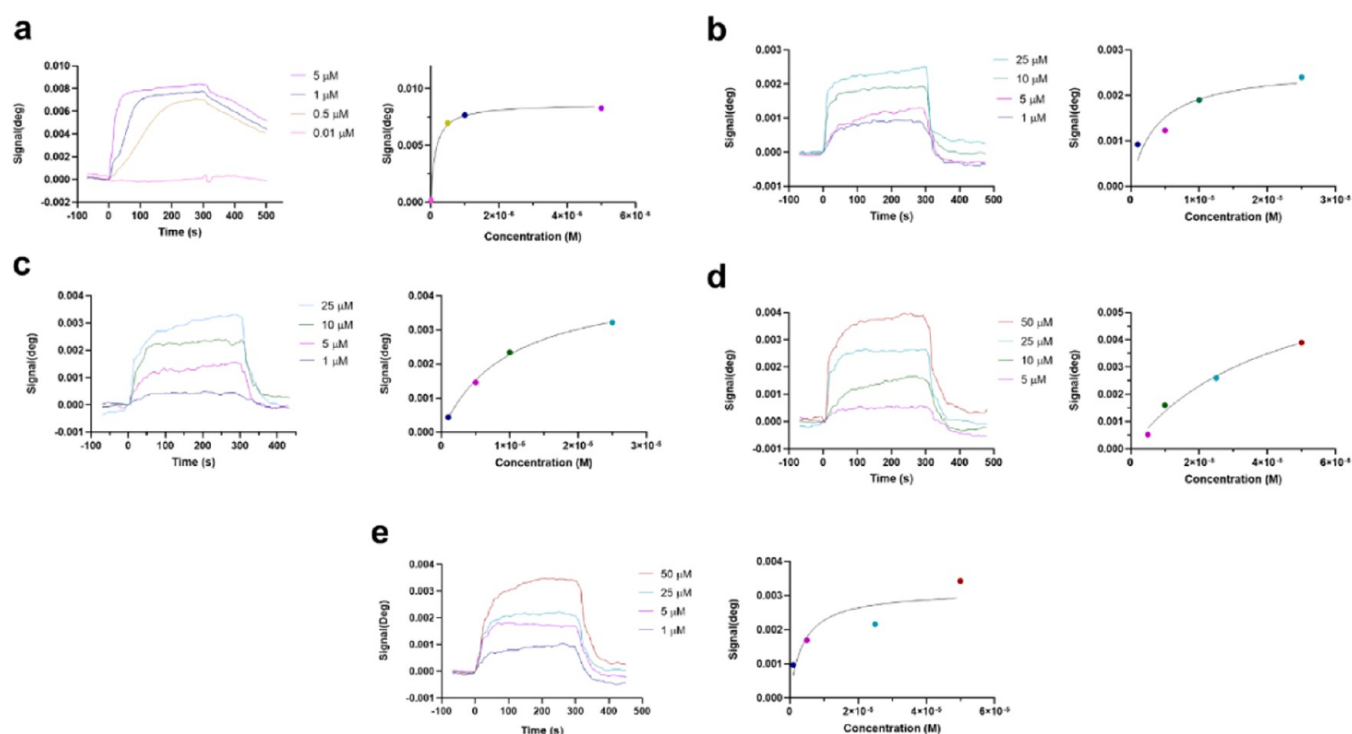 a
Signal(deg)
0.010
0.008
0.006
0.004
0.002
0.000
-0.002
-100 0 100 200 300 400 500
Time (s)
5 μM
1 μM
0.5 μM
0.01 μM
Signal(deg)
0.010
0.005
0.000
2×10⁻⁶ 4×10⁻⁶ 6×10⁻⁶
Concentration (M)
b
Signal(deg)
0.003
0.002
0.001
0.000
-0.001
-100 0 100 200 300 400 500
Time (s)
25 μM
10 μM
5 μM
1 μM
Signal(deg)
0.003
0.002
0.001
0.000
0 1×10⁻⁵ 2×10⁻⁵ 3×10⁻⁵
Concentration (M)
c
Signal(deg)
0.004
0.003
0.002
0.001
0.000
-0.001
-100 0 100 200 300 400
Time (s)
25 μM
10 μM
5 μM
1 μM
Signal(deg)
0.004
0.003
0.002
0.001
0.000
0 1×10⁻⁵ 2×10⁻⁵ 3×10⁻⁵
Concentration (M)
d
Signal(deg)
0.004
0.003
0.002
0.001
0.000
-0.001
-100 0 100 200 300 400 500
Time (s)
50 μM
25 μM
10 μM
5 μM
Signal(deg)
0.005
0.004
0.003
0.002
0.001
0.000
0 2×10⁻⁵ 4×10⁻⁵ 6×10⁻⁵
Concentration (M)
e
Signal(Deg)
0.004
0.003
0.002
0.001
0.000
-0.001
-100 0 100 200 300 400 500
Time (s)
50 μM
25 μM
5 μM
1 μM
Signal(deg)
0.004
0.003
0.002
0.001
0.000
0 2×10⁻⁵ 4×10⁻⁵ 6×10⁻⁵
Concentration (M)